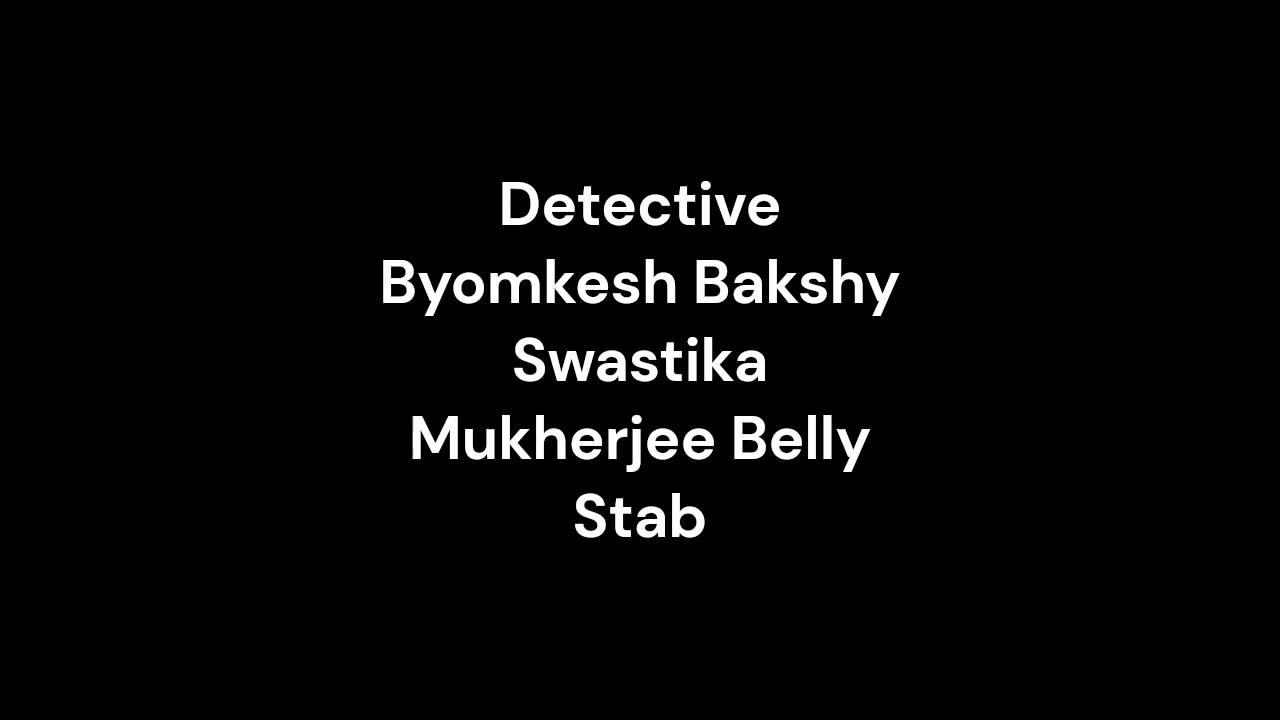 Detective
Byomkesh Bakshy
Swastika
Mukherjee Belly
Stab